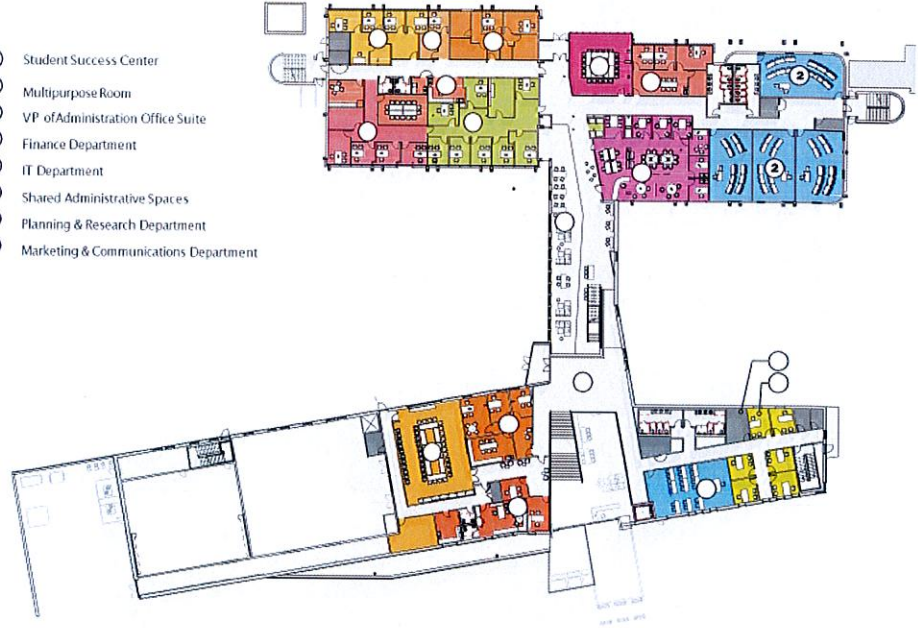 Student Success Center
Multipurpose Room
VP of Administration Office Suite
Finance Department
IT Department
Shared Administrative Spaces
Planning & Research Department
Marketing & Communications Department
2
2